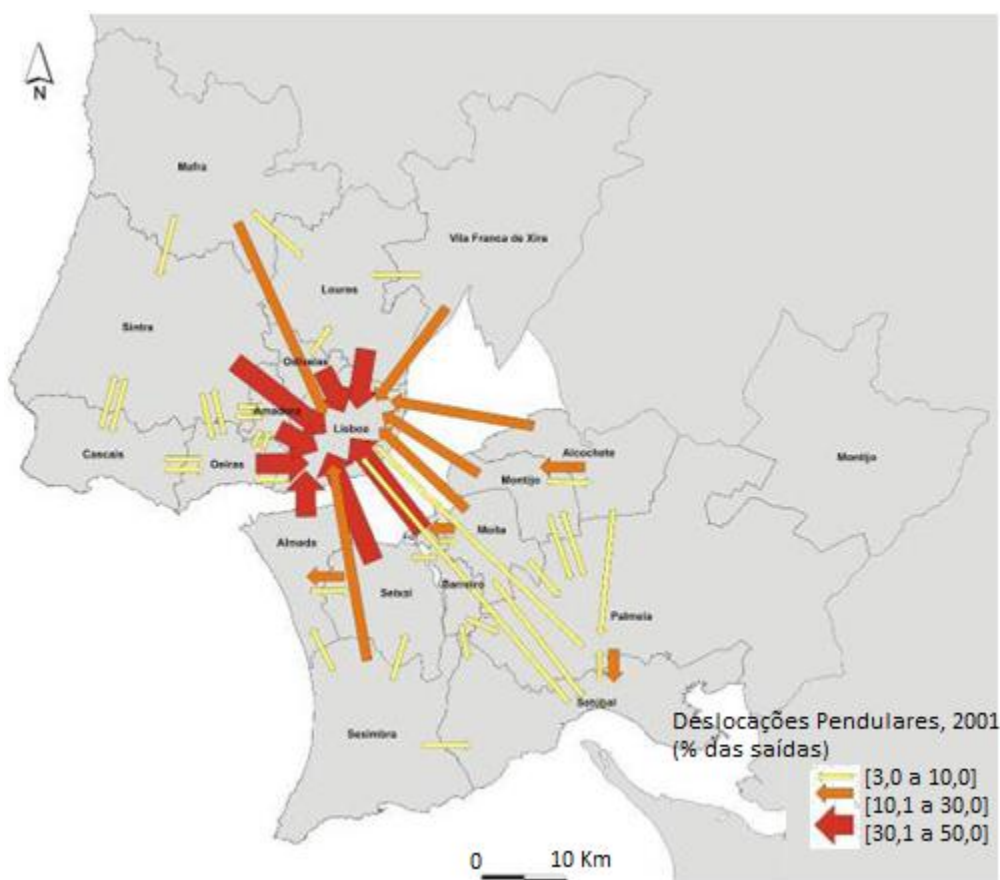 N
Mafra
Vila Franca de Xira
Loures
Sintra
Odivelas
Amadora
Lisboa
Cascais
Oeiras
Alcochete
Montijo
Montijo
Moita
Almada
Barreiro
Seixal
Palmela
Setúbal
Sesimbra
Deslocações Pendulares, 2001
(% das saídas)
[3,0 a 10,0]
[10,1 a 30,0]
[30,1 a 50,0]
0 10 Km